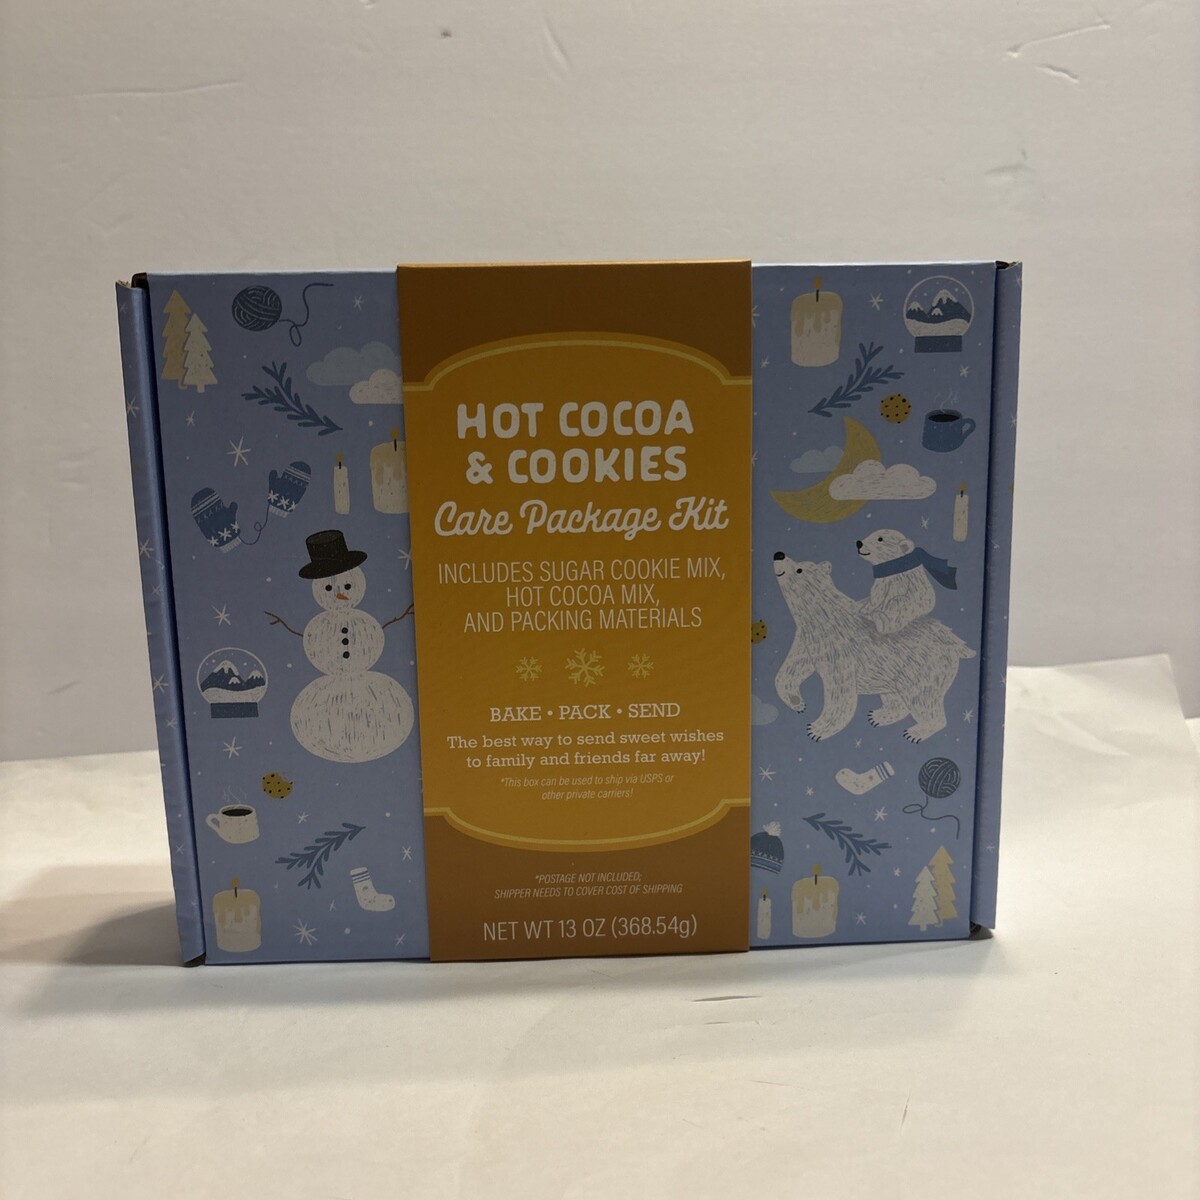 HOT COCOA
& COOKIES
Care Package Kit
INCLUDES SUGAR COOKIE MIX,
HOT COCOA MIX,
AND PACKING MATERIALS
BAKE • PACK • SEND
The best way to send sweet wishes
to family and friends far away!
*This box can be used to ship via USPS or
other private carriers!
*POSTAGE NOT INCLUDED;
SHIPPER NEEDS TO COVER COST OF SHIPPING
NET WT 13 OZ (368.54g)